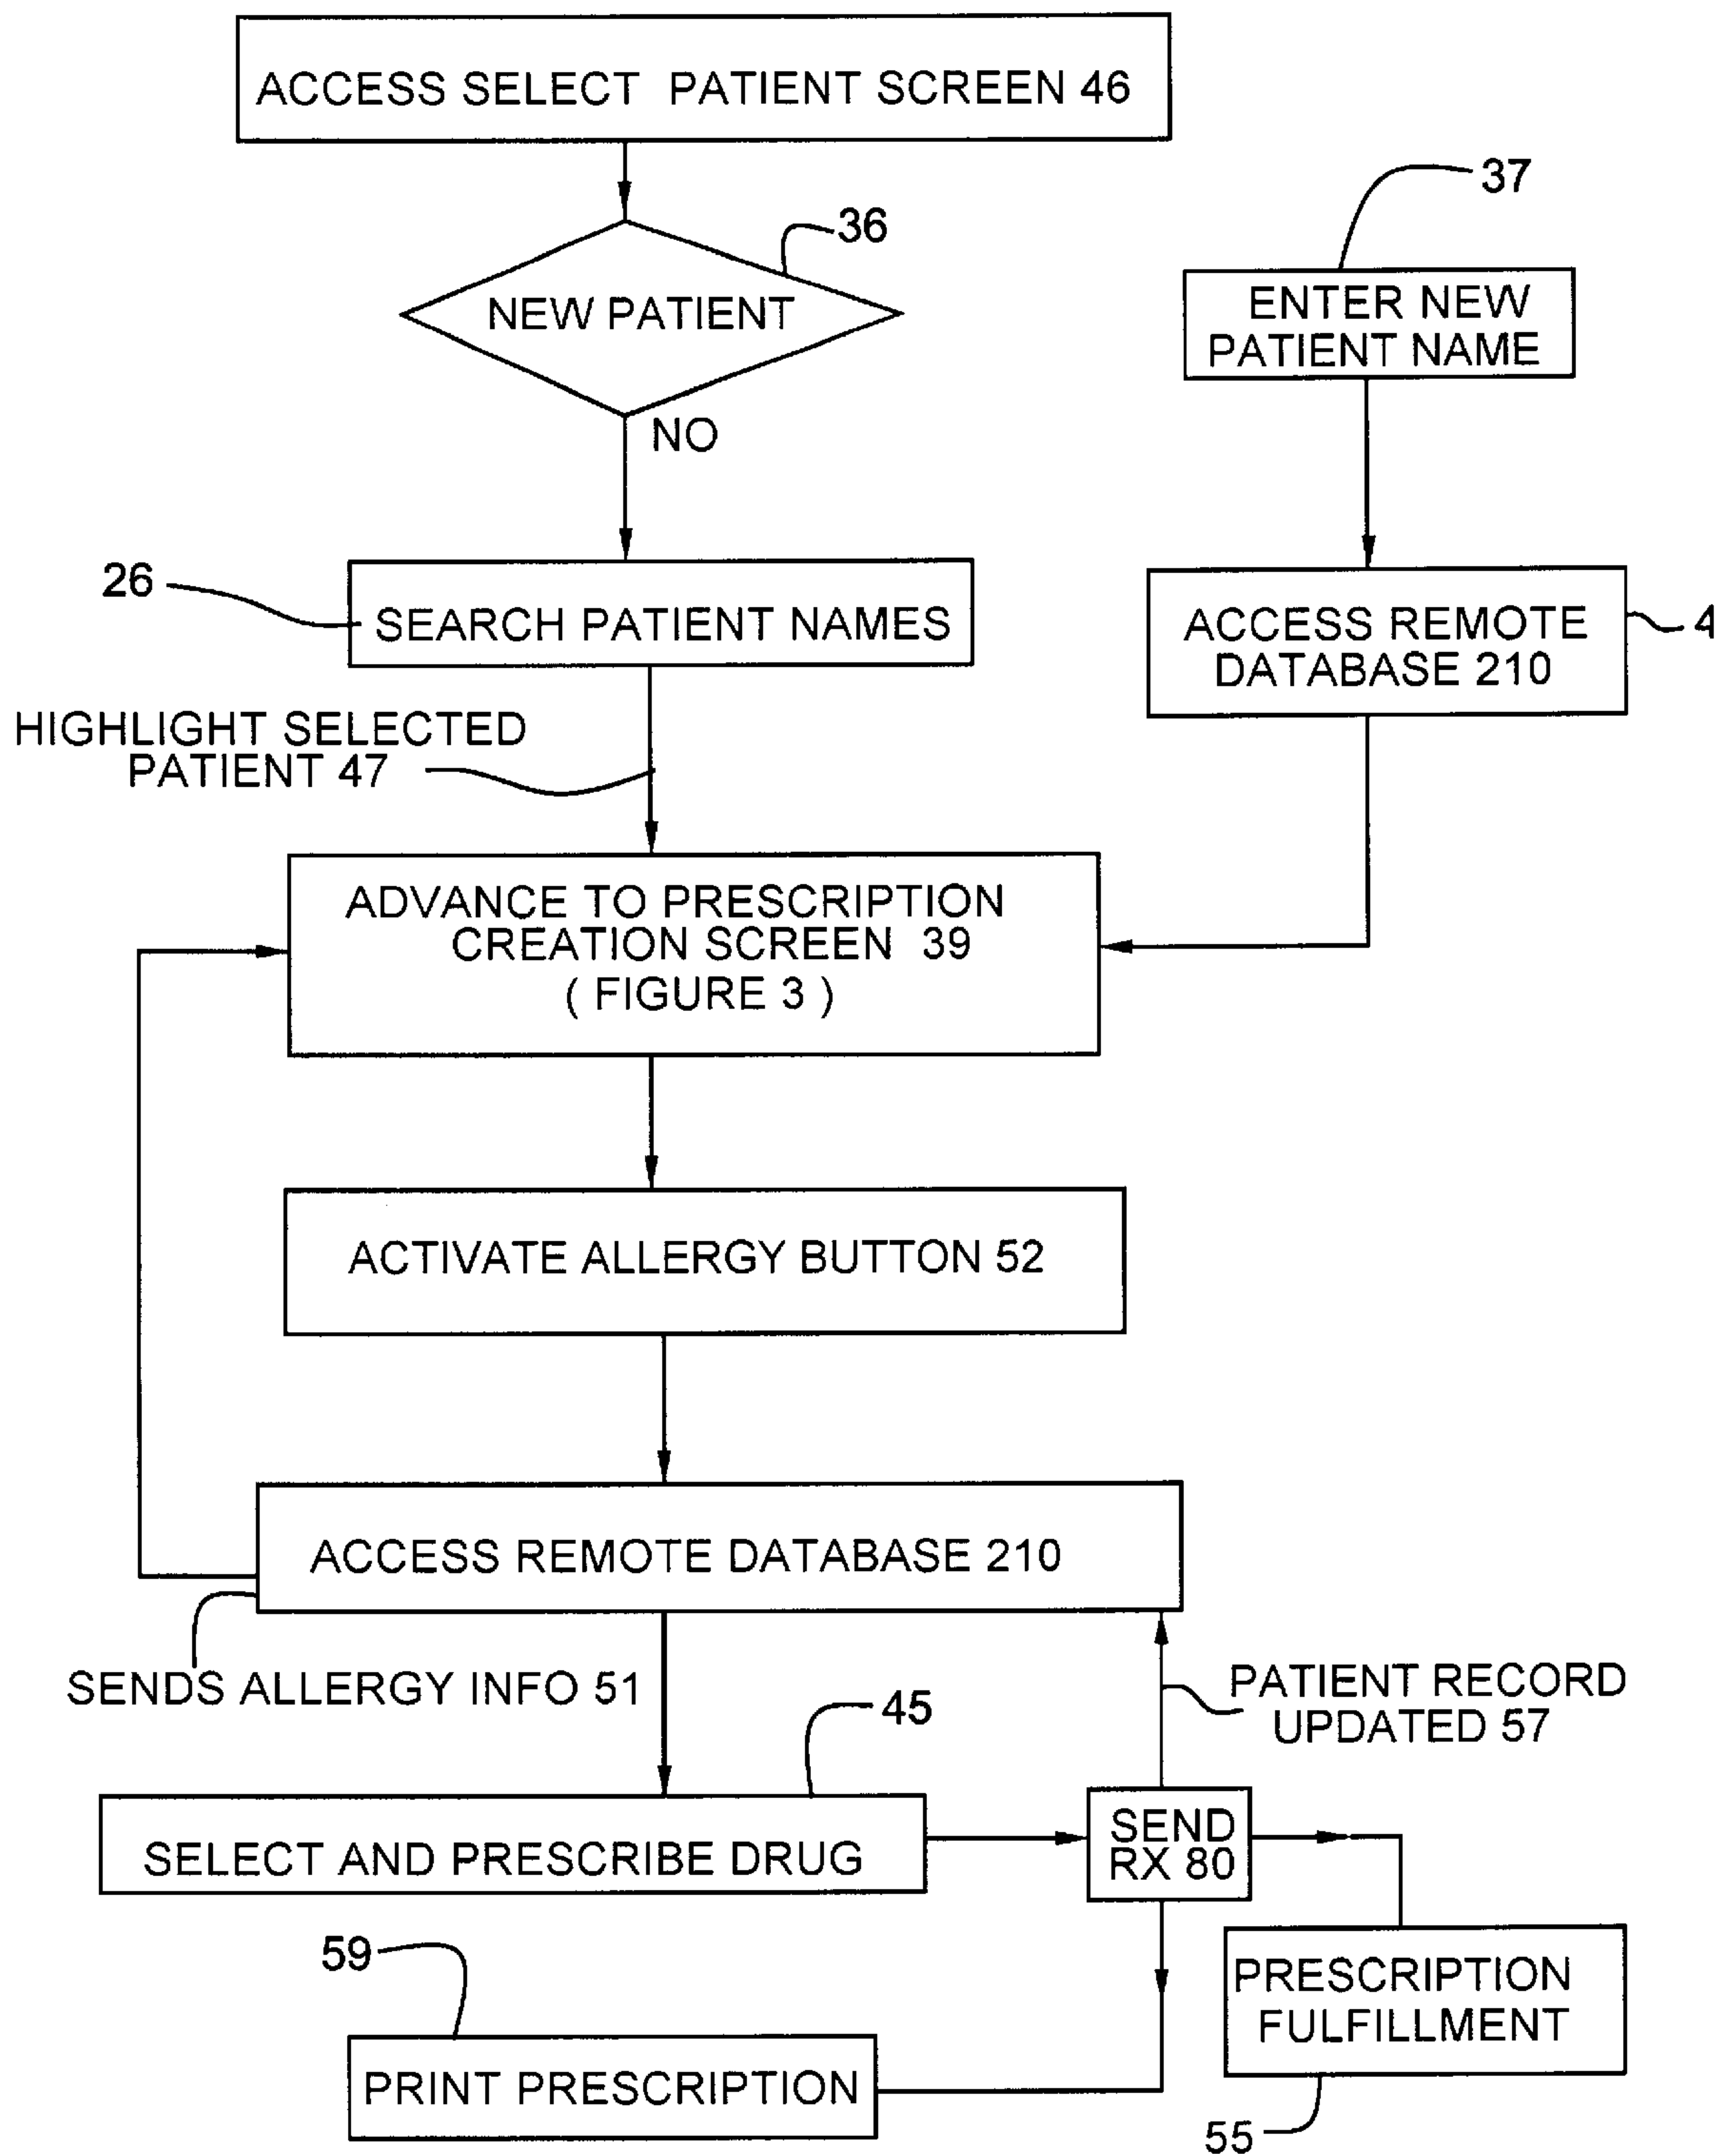 ACCESS SELECT PATIENT SCREEN 46
36
NEW PATIENT
NO
37
ENTER NEW
PATIENT NAME
26
SEARCH PATIENT NAMES
ACCESS REMOTE
DATABASE 210
4
HIGHLIGHT SELECTED
PATIENT 47
ADVANCE TO PRESCRIPTION
CREATION SCREEN 39
( FIGURE 3 )
ACTIVATE ALLERGY BUTTON 52
ACCESS REMOTE DATABASE 210
SENDS ALLERGY INFO 51
PATIENT RECORD
UPDATED 57
45
SELECT AND PRESCRIBE DRUG
SEND
RX 80
59
PRINT PRESCRIPTION
PRESCRIPTION
FULFILLMENT
55